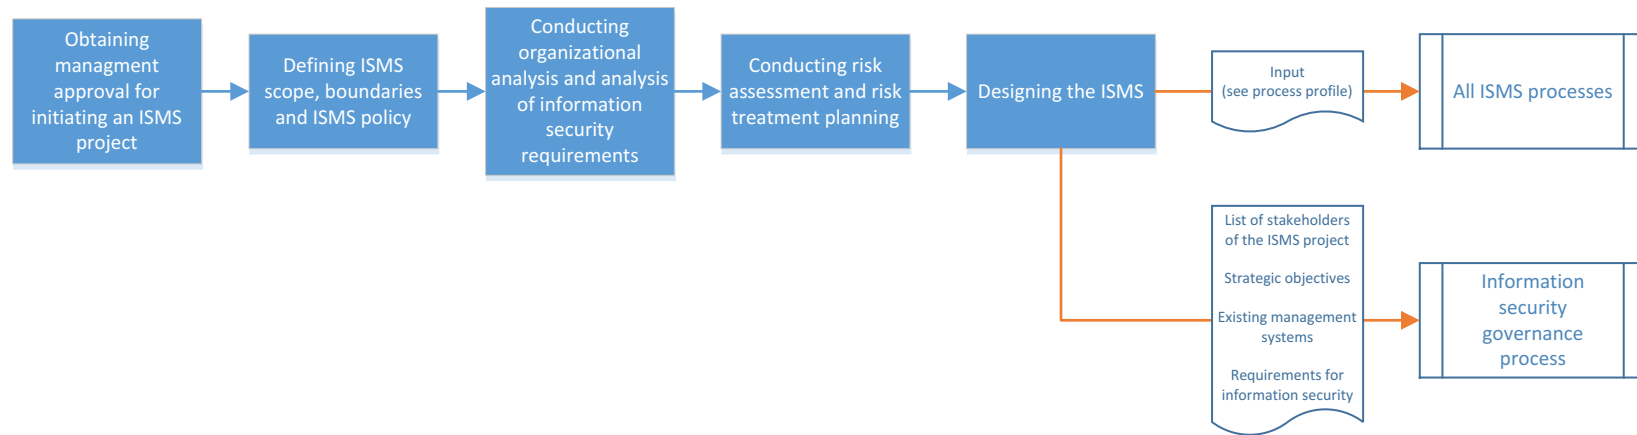 Obtaining
managment
approval for
initiating an ISMS
project
Defining ISMS
scope, boundaries
and ISMS policy
Conducting
organizational
analysis and analysis
of information
security
requirements
Conducting risk
assessment and risk
treatment planning
Designing the ISMS
Input
(see process profile)
All ISMS processes
List of stakeholders
of the ISMS project
Strategic objectives
Existing management
systems
Requirements for
information security
Information
security
governance
process